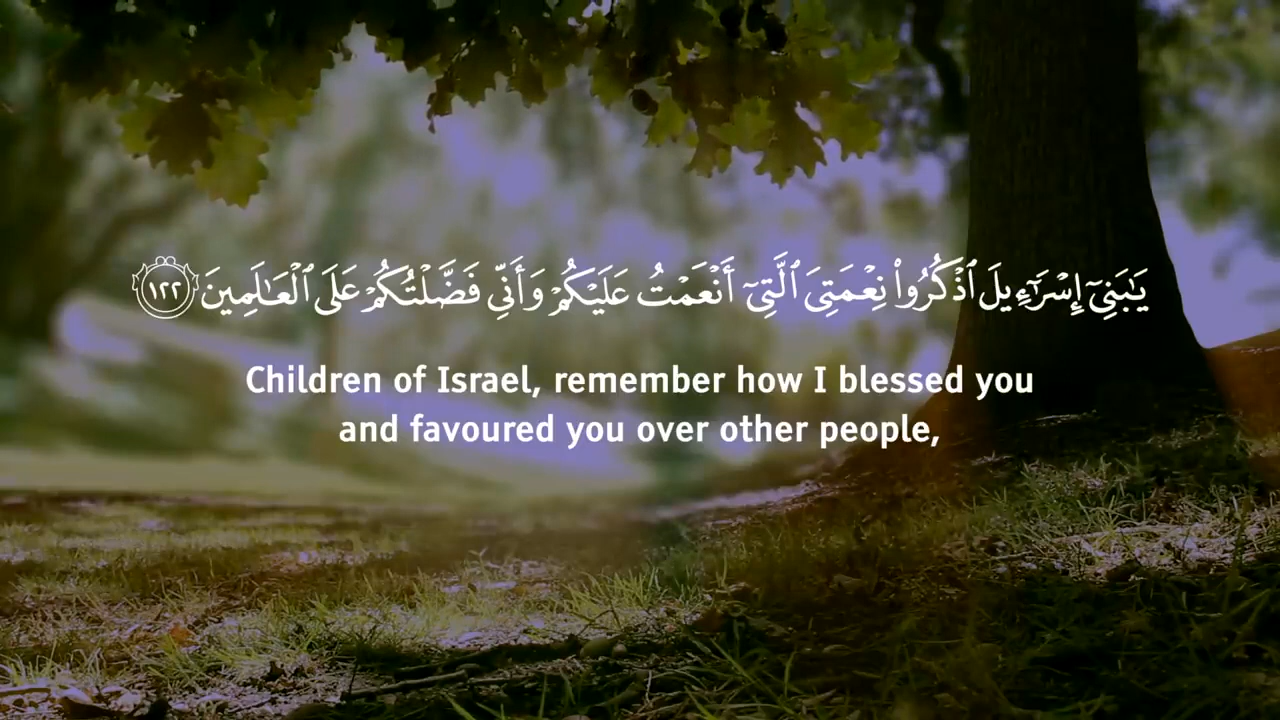 يَـٰبَنِىٓ إِسْرَٰٓءِيلَ ٱذْكُرُوا۟ نِعْمَتِىَ ٱلَّتِىٓ أَنْعَمْتُ عَلَيْكُمْ وَأَنِّى فَضَّلْتُكُمْ عَلَى ٱلْعَـٰلَمِينَ ١٢٢
Children of Israel, remember how I blessed you
and favoured you over other people,